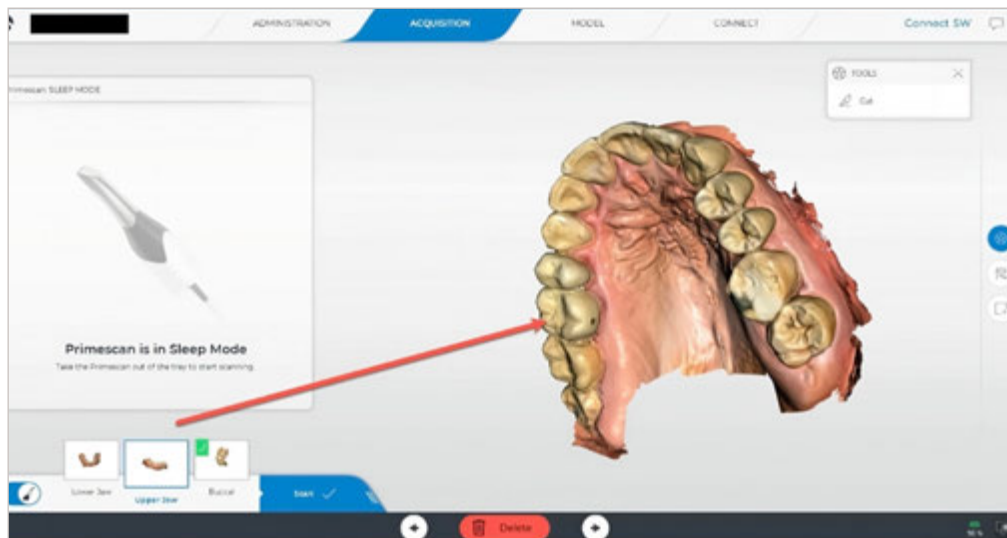 ADMINISTRATION
ACQUISITION
MODEL
CONNECT
Connect SW
Primescan SLEEP MODE
TOOLS
Cut
Primescan is in Sleep Mode
Take the Primescan out of the tray to start scanning.
Lower Jaw
Upper Jaw
Buccal
Start
Delete